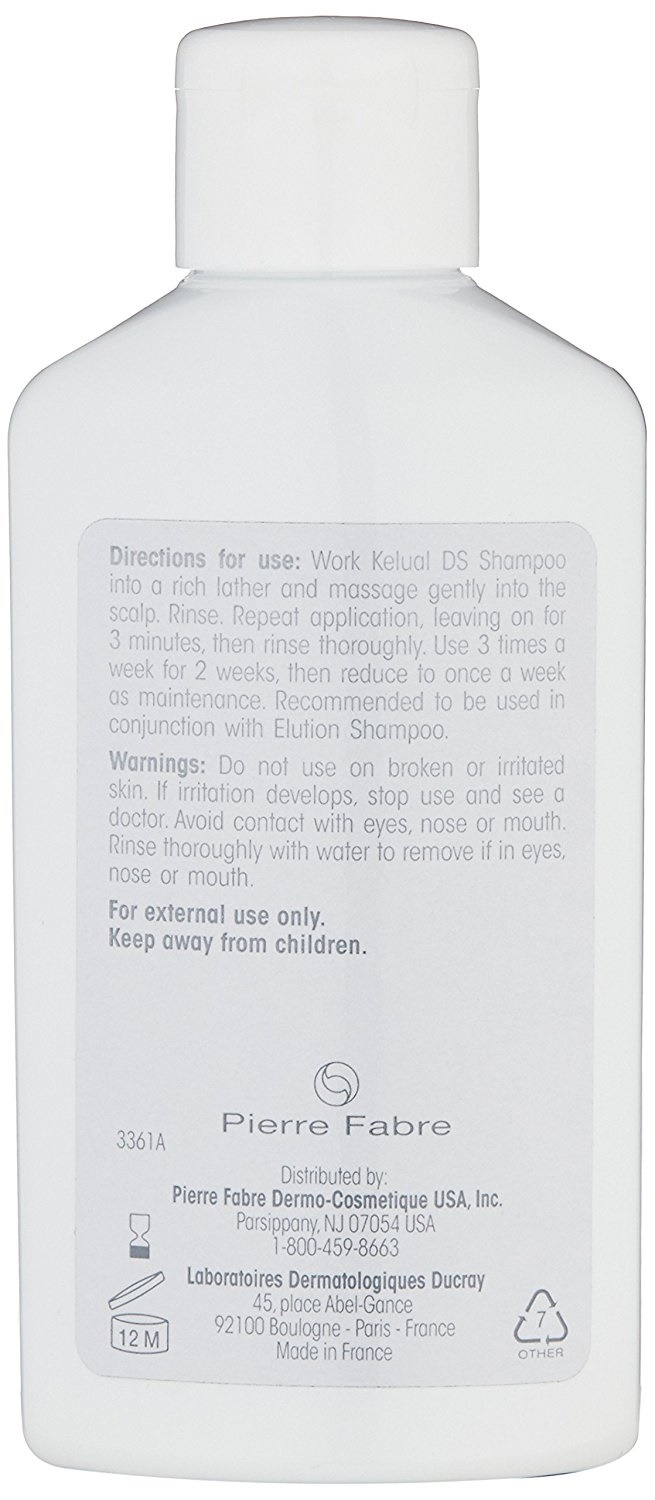 Directions for use: Work Kelual DS Shampoo
into a rich lather and massage gently into the
scalp. Rinse. Repeat application, leaving on for
3 minutes, then rinse thoroughly. Use 3 times a
week for 2 weeks, then reduce to once a week
as maintenance. Recommended to be used in
conjunction with Elution Shampoo.
Warnings: Do not use on broken or irritated
skin. If irritation develops, stop use and see a
doctor. Avoid contact with eyes, nose or mouth.
Rinse thoroughly with water to remove if in eyes,
nose or mouth.
For external use only.
Keep away from children.
Pierre Fabre
3361A
Distributed by:
Pierre Fabre Dermo-Cosmetique USA, Inc.
Parsippany, NJ 07054 USA
1-800-459-8663
Laboratoires Dermatologiques Ducray
45, place Abel-Gance
92100 Boulogne - Paris - France
Made in France
12 M
7
OTHER